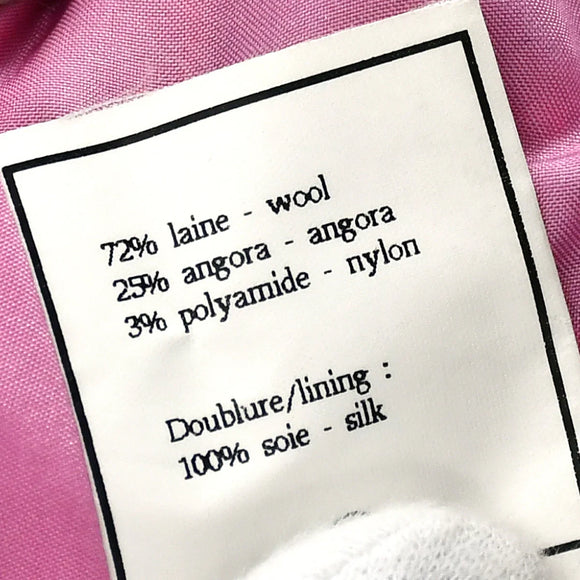 72% laine - wool
25% angora - angora
3% polyamide - nylon
Doublure/lining :
100% soie - silk